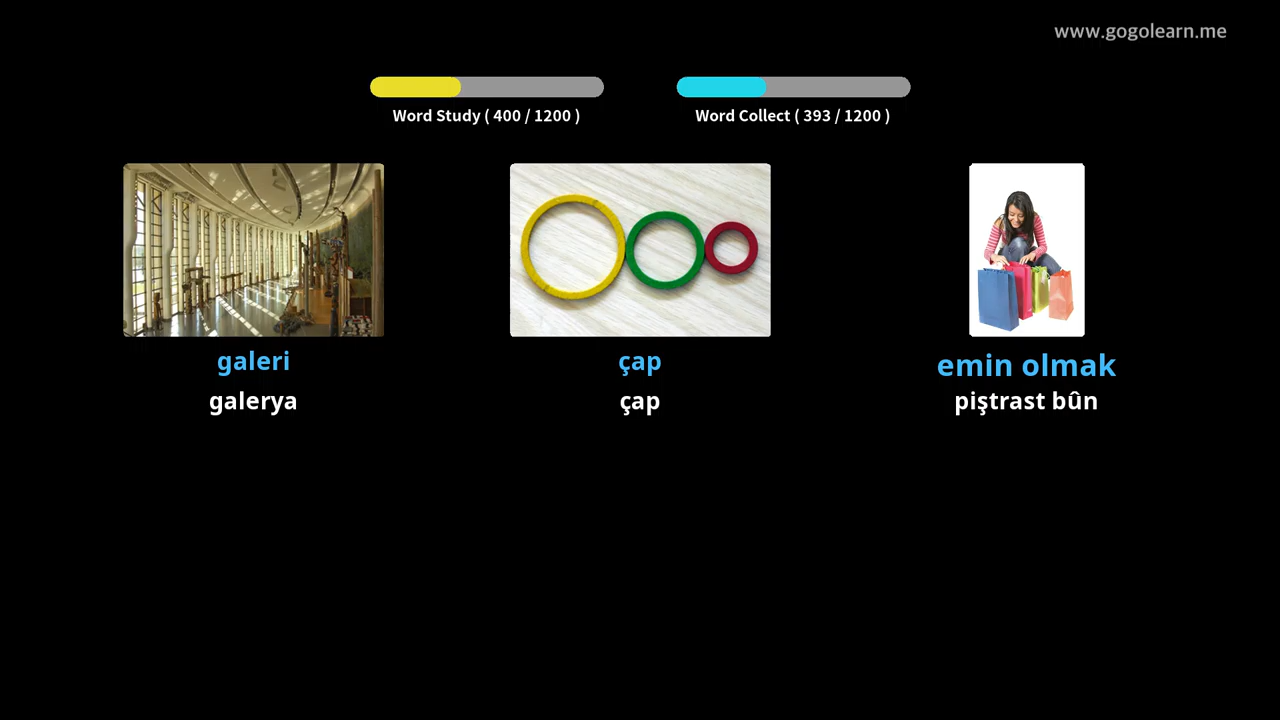 www.gogolearn.me
Word Study ( 400 / 1200 )
Word Collect ( 393 / 1200 )
galeri
galerya
çap
çap
emin olmak
piştrast bûn